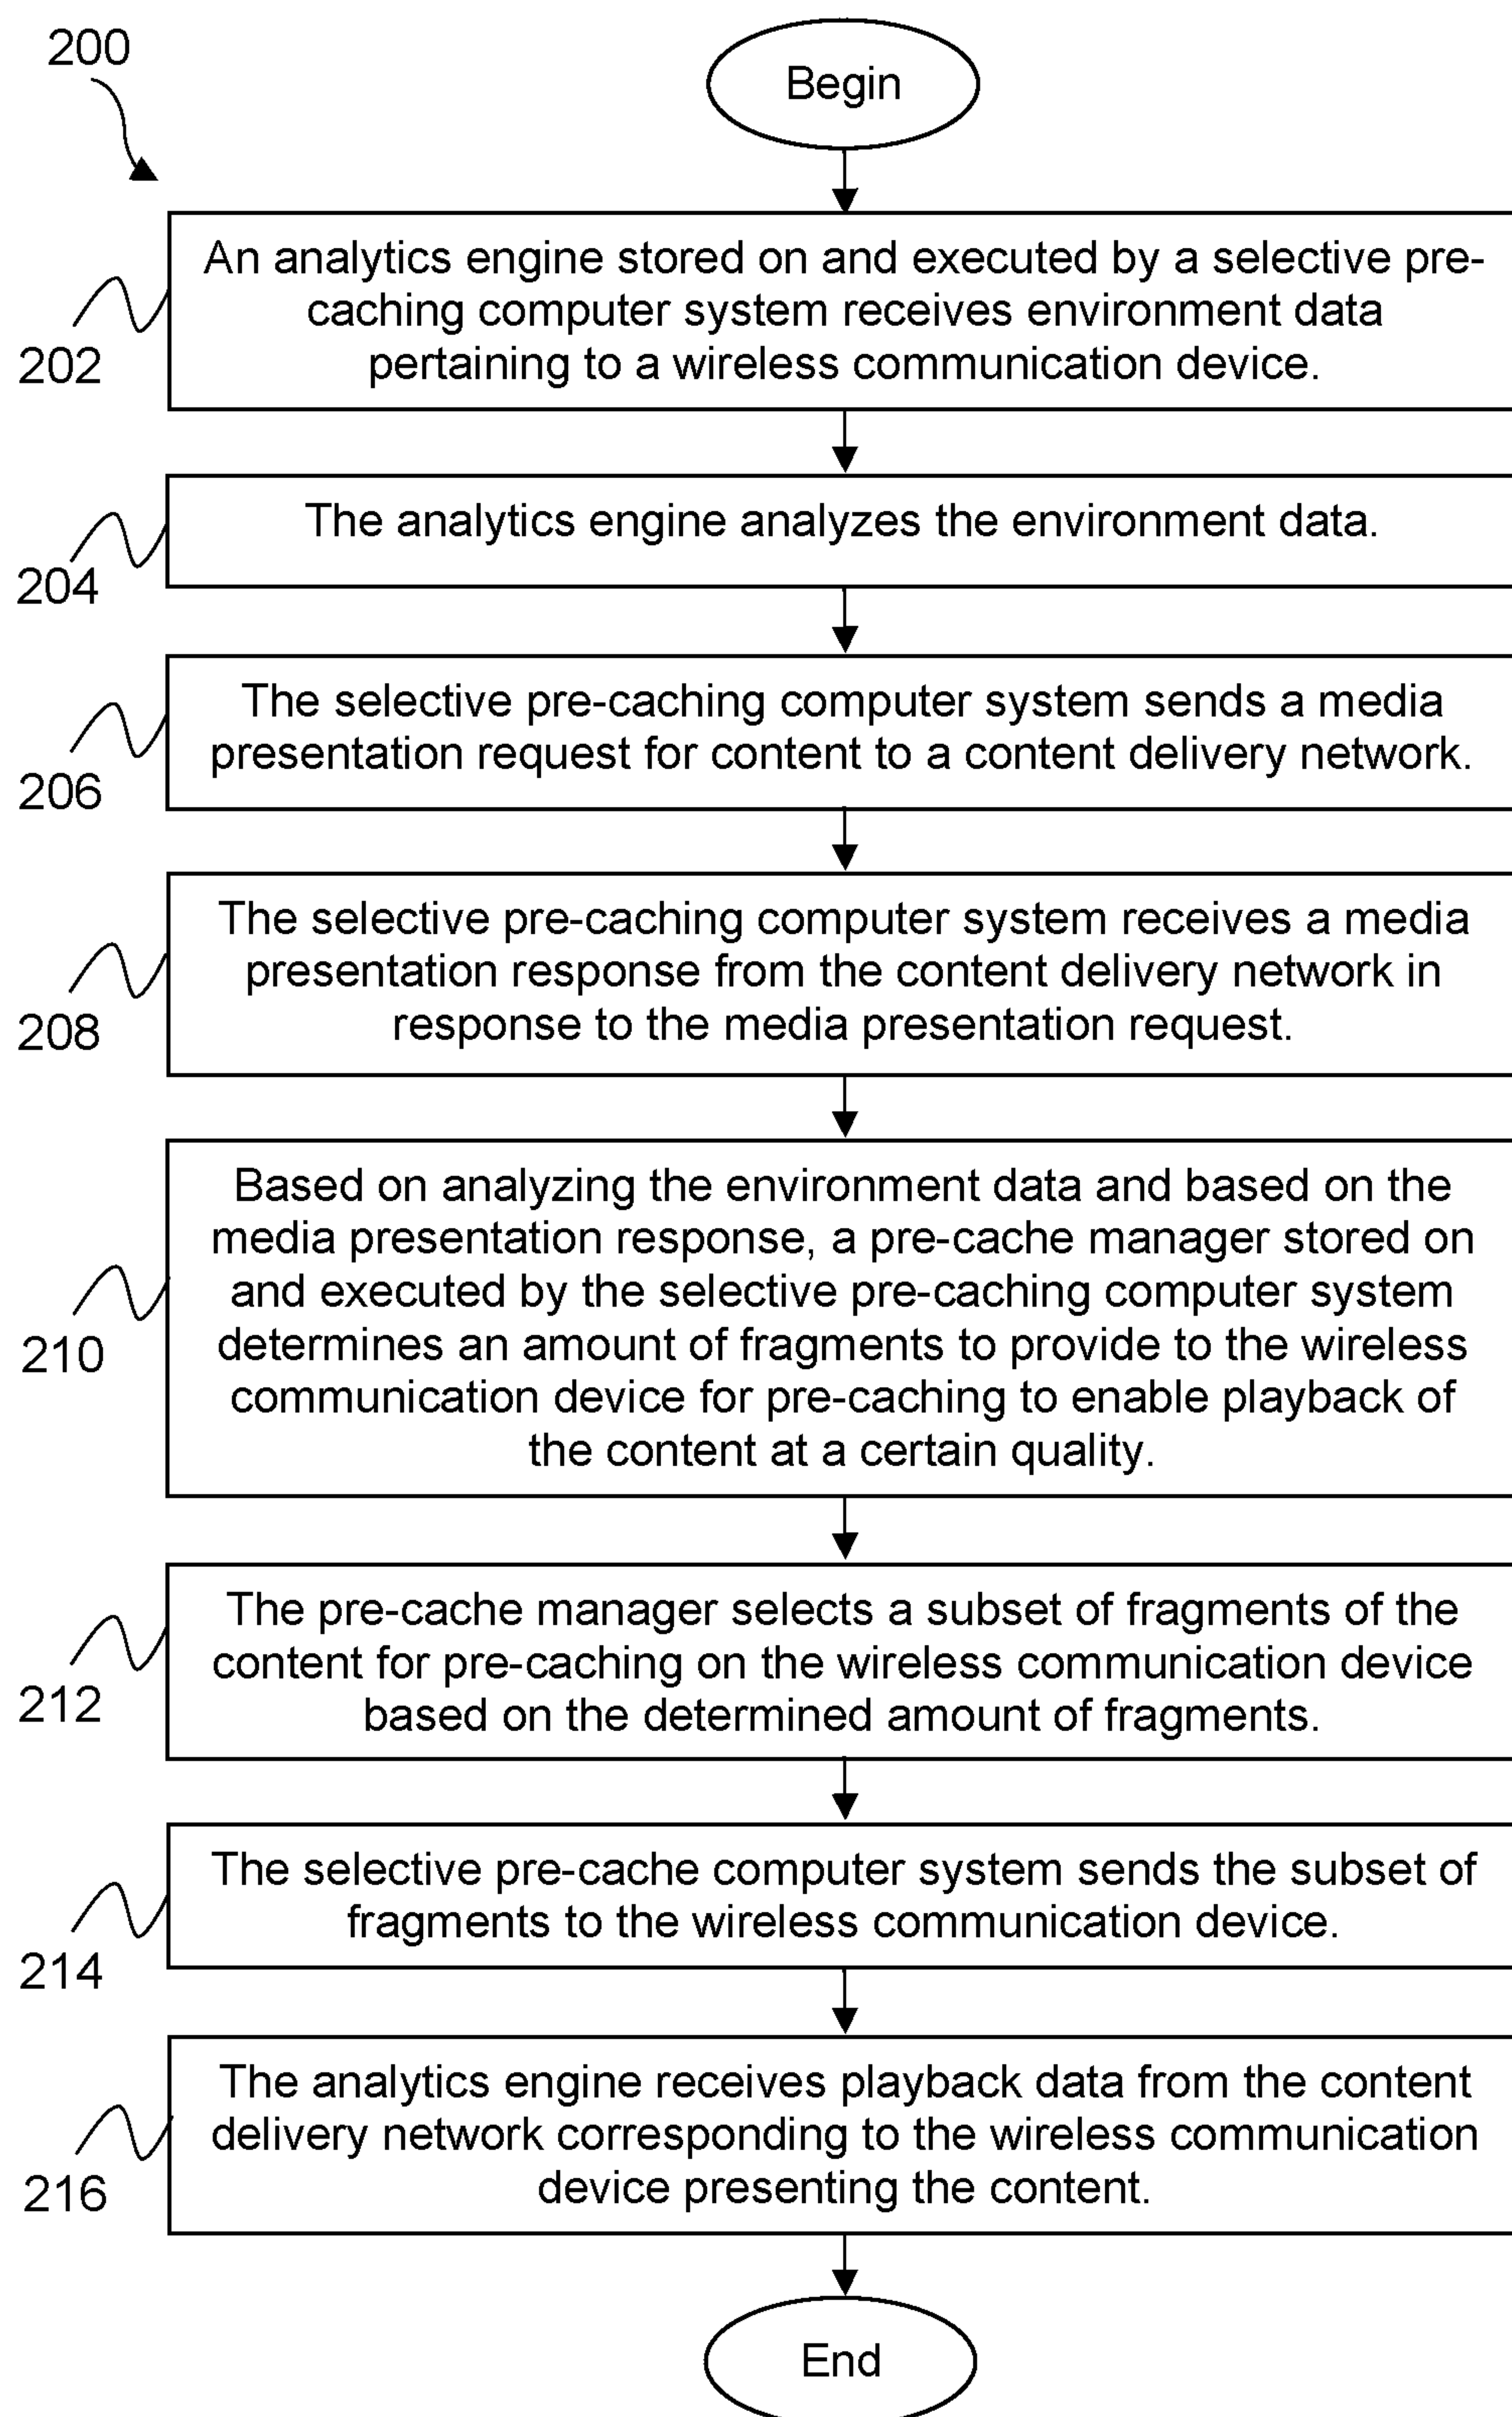 200
Begin
An analytics engine stored on and executed by a selective pre-
caching computer system receives environment data
pertaining to a wireless communication device.
202
The analytics engine analyzes the environment data.
204
The selective pre-caching computer system sends a media
presentation request for content to a content delivery network.
206
The selective pre-caching computer system receives a media
presentation response from the content delivery network in
response to the media presentation request.
208
Based on analyzing the environment data and based on the
media presentation response, a pre-cache manager stored on
and executed by the selective pre-caching computer system
determines an amount of fragments to provide to the wireless
communication device for pre-caching to enable playback of
the content at a certain quality.
210
The pre-cache manager selects a subset of fragments of the
content for pre-caching on the wireless communication device
based on the determined amount of fragments.
212
The selective pre-cache computer system sends the subset of
fragments to the wireless communication device.
214
The analytics engine receives playback data from the content
delivery network corresponding to the wireless communication
device presenting the content.
216
End